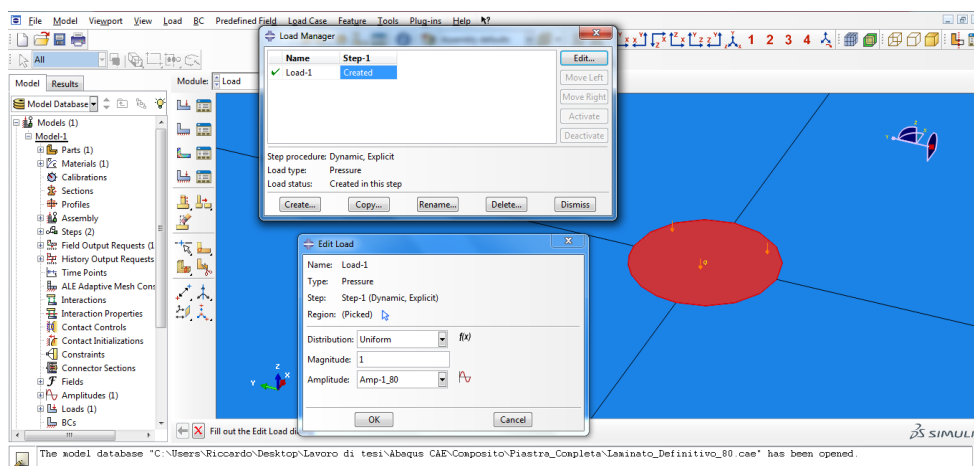 File Model Viewport View Load BC Predefined Field Load Case Feature Tools Plug-ins Help
All
1 2 3 4
Model Results
Module: Load
Model Database
Models (1)
Model-1
Parts (1)
Materials (1)
Calibrations
Sections
Profiles
Assembly
Steps (2)
Field Output Requests (1
History Output Requests
Time Points
ALE Adaptive Mesh Cons
Interactions
Interaction Properties
Contact Controls
Contact Initializations
Constraints
Connector Sections
Fields
Amplitudes (1)
Loads (1)
BCs
Load Manager
Name Step-1
Load-1 Created
Edit...
Move Left
Move Right
Activate
Deactivate
Step procedure: Dynamic, Explicit
Load type: Pressure
Load status: Created in this step
Create... Copy... Rename... Delete... Dismiss
Edit Load
Name: Load-1
Type: Pressure
Step: Step-1 (Dynamic, Explicit)
Region: (Picked)
Distribution: Uniform f(x)
Magnitude: 1
Amplitude: Amp-1_80
OK Cancel
Z
Y X
Fill out the Edit Load di
SIMULI
The model database "C:\Users\Riccardo\Desktop\Lavoro di tesi\Abaqus CAE\Composito\Piastra_Completa\Laminato_Definitivo_80.cae" has been opened.